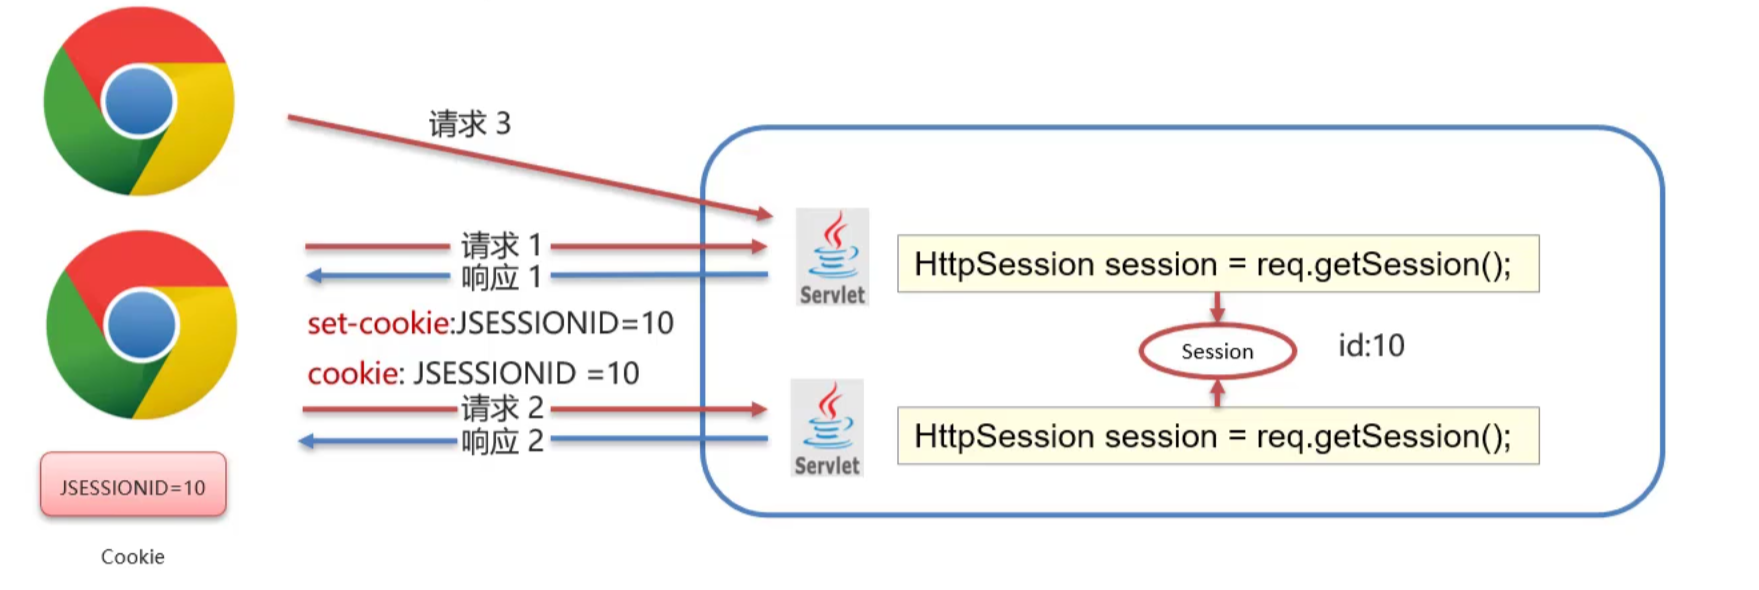 请求 3
请求 1
响应 1
Servlet
HttpSession session = req.getSession();
set-cookie:JSESSIONID=10
Session
id:10
cookie: JSESSIONID =10
请求 2
响应 2
Servlet
HttpSession session = req.getSession();
JSESSIONID=10
Cookie